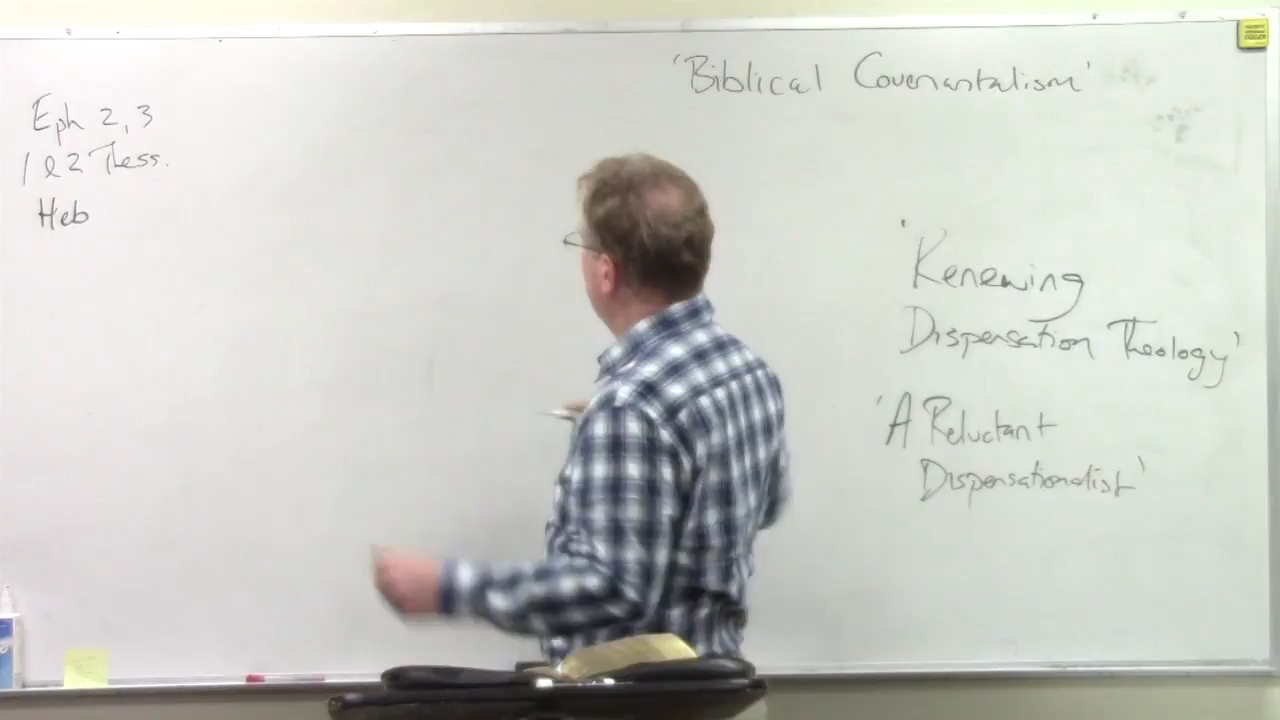 Eph 2, 3
1 & 2 Thess.
Heb
'Biblical Covenantalism'
'Renewing
Dispensation Theology'
'A Reluctant
Dispensationalist'